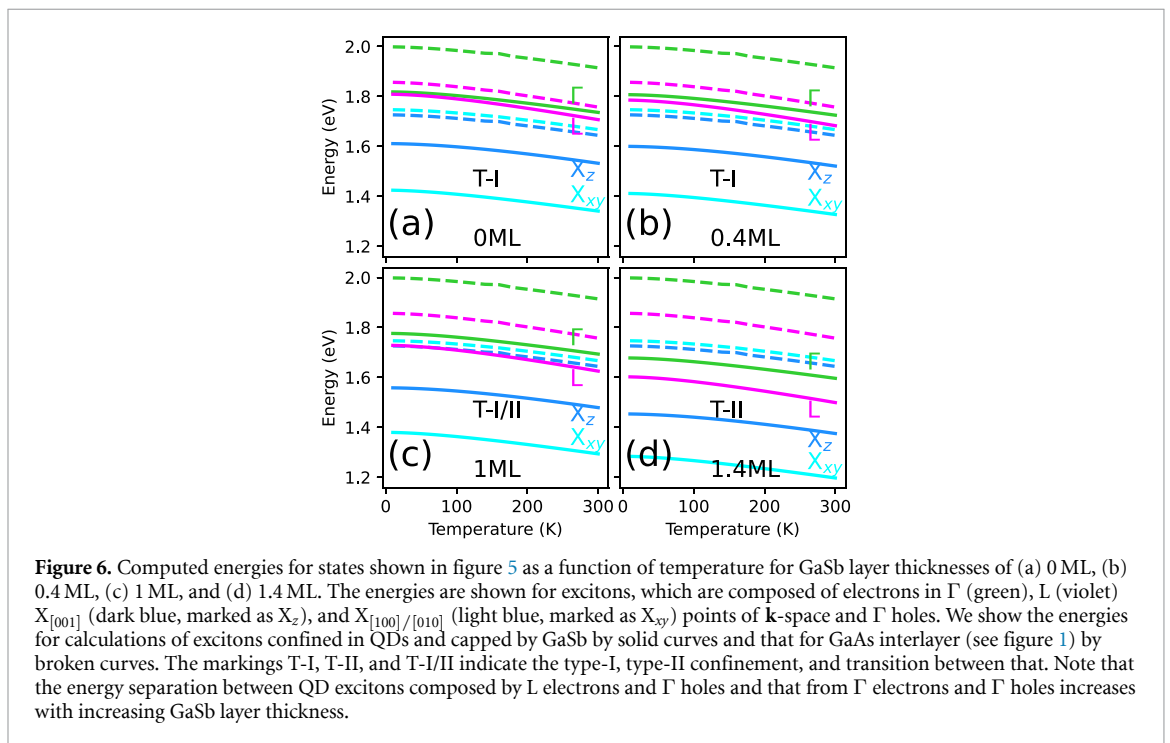 2.0
1.8
1.6
1.4
1.2
Energy (eV)
Γ
L
X_z
X_xy
T-I
(a)
0ML
Γ
L
X_z
X_xy
T-I
(b)
0.4ML
2.0
1.8
1.6
1.4
1.2
Energy (eV)
Γ
L
X_z
X_xy
T-I/II
(c)
1ML
Γ
L
X_z
X_xy
T-II
(d)
1.4ML
0 100 200 300 0 100 200 300
Temperature (K) Temperature (K)
Figure 6. Computed energies for states shown in figure 5 as a function of temperature for GaSb layer thicknesses of (a) 0 ML, (b)
0.4 ML, (c) 1 ML, and (d) 1.4 ML. The energies are shown for excitons, which are composed of electrons in Γ (green), L (violet)
X[001] (dark blue, marked as Xz), and X[100]/[010] (light blue, marked as Xxy) points of k-space and Γ holes. We show the energies
for calculations of excitons confined in QDs and capped by GaSb by solid curves and that for GaAs interlayer (see figure 1) by
broken curves. The markings T-I, T-II, and T-I/II indicate the type-I, type-II confinement, and transition between that. Note that
the energy separation between QD excitons composed by L electrons and Γ holes and that from Γ electrons and Γ holes increases
with increasing GaSb layer thickness.